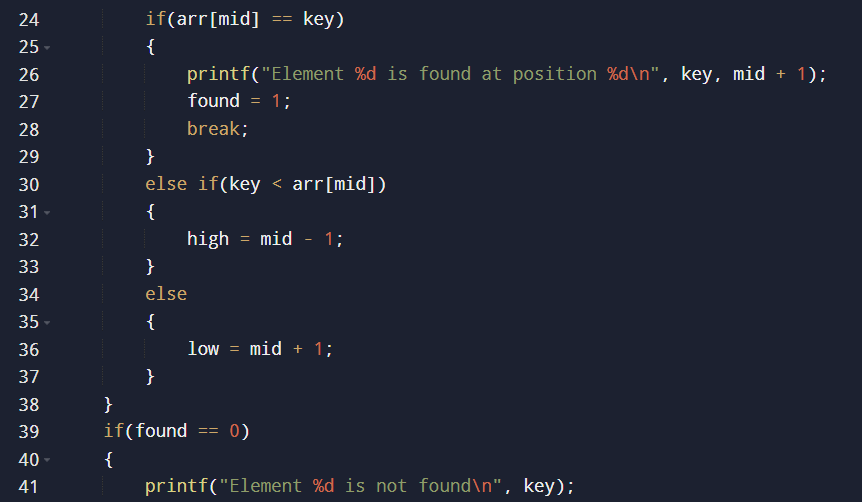 24 if(arr[mid] == key)
25 {
26 printf("Element %d is found at position %d\n", key, mid + 1);
27 found = 1;
28 break;
29 }
30 else if(key < arr[mid])
31 {
32 high = mid - 1;
33 }
34 else
35 {
36 low = mid + 1;
37 }
38 }
39 if(found == 0)
40 {
41 printf("Element %d is not found\n", key);